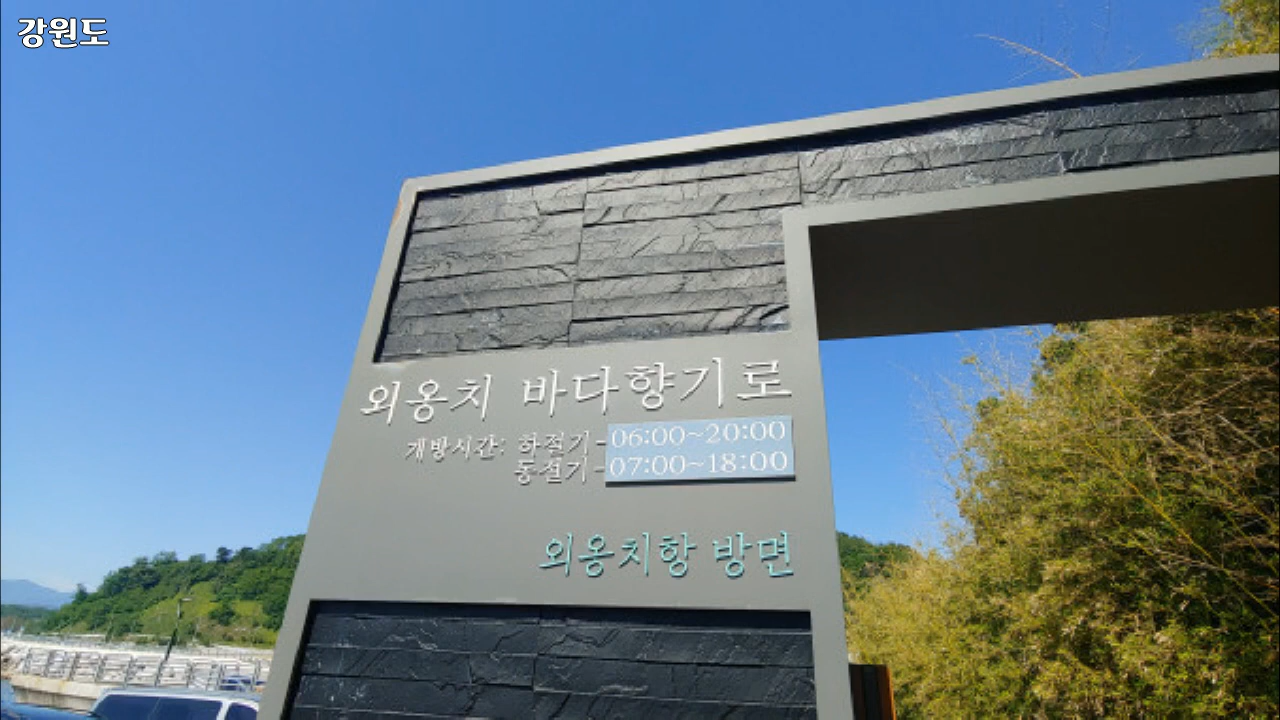 강원도
외옹치 바다향기로
개방시간: 하절기-06:00~20:00
동절기-07:00~18:00
외옹치항 방면